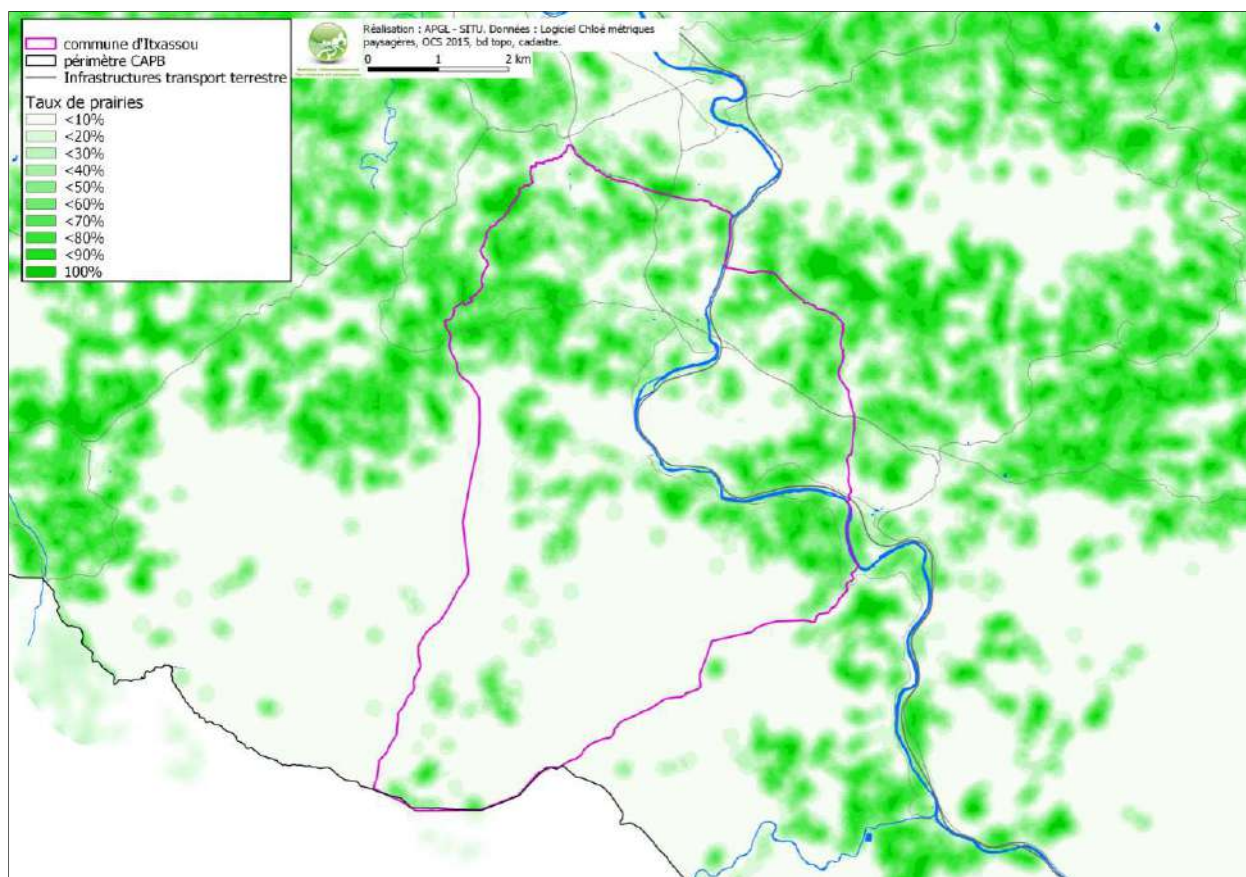 commune d'Itxassou
périmètre CAPB
Infrastructures transport terrestre
Taux de prairies
<10%
<20%
<30%
<40%
<50%
<60%
<70%
<80%
<90%
100%
Réalisation : APGL - SITU. Données : Logiciel Chloé métriques
paysagères, OCS 2015, bd topo, cadastre.
0 1 2 km